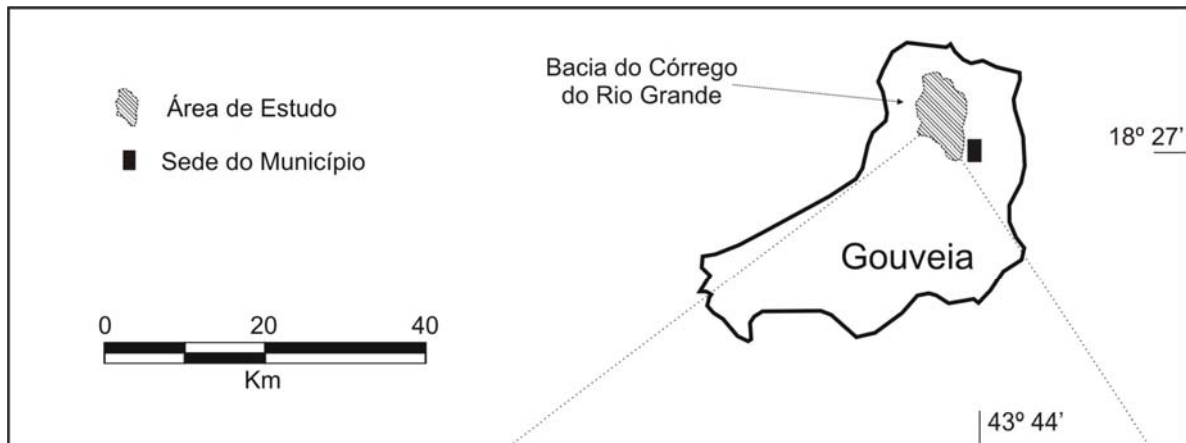 Bacia do Córrego
do Rio Grande
Área de Estudo
Sede do Município
18º 27’
Gouveia
0 20 40
Km
43º 44’